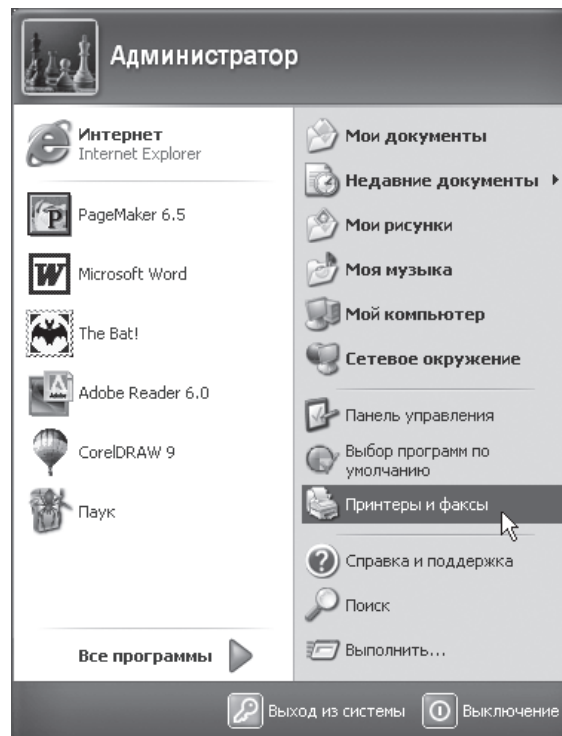 Администратор
Интернет
Internet Explorer
PageMaker 6.5
Microsoft Word
The Bat!
Adobe Reader 6.0
CorelDRAW 9
Паук
Все программы
Мои документы
Недавние документы
Мои рисунки
Моя музыка
Мой компьютер
Сетевое окружение
Панель управления
Выбор программ по
умолчанию
Принтеры и факсы
Справка и поддержка
Поиск
Выполнить...
Выход из системы
Выключение